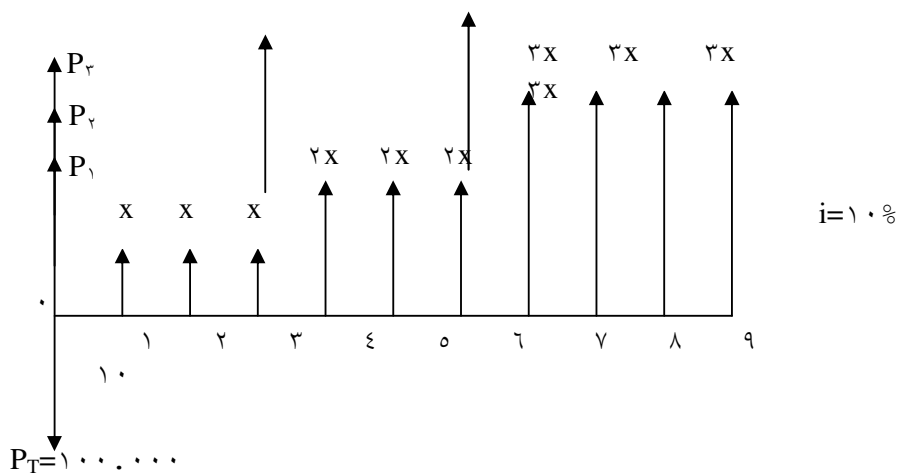 ٣x ٣x ٣x
P٣
٣x
P٢
٢x ٢x ٢x
P١
x x x
i=١٠%
٠
١ ٢ ٣ ٤ ٥ ٦ ٧ ٨ ٩
١٠
PT=١٠٠.٠٠٠